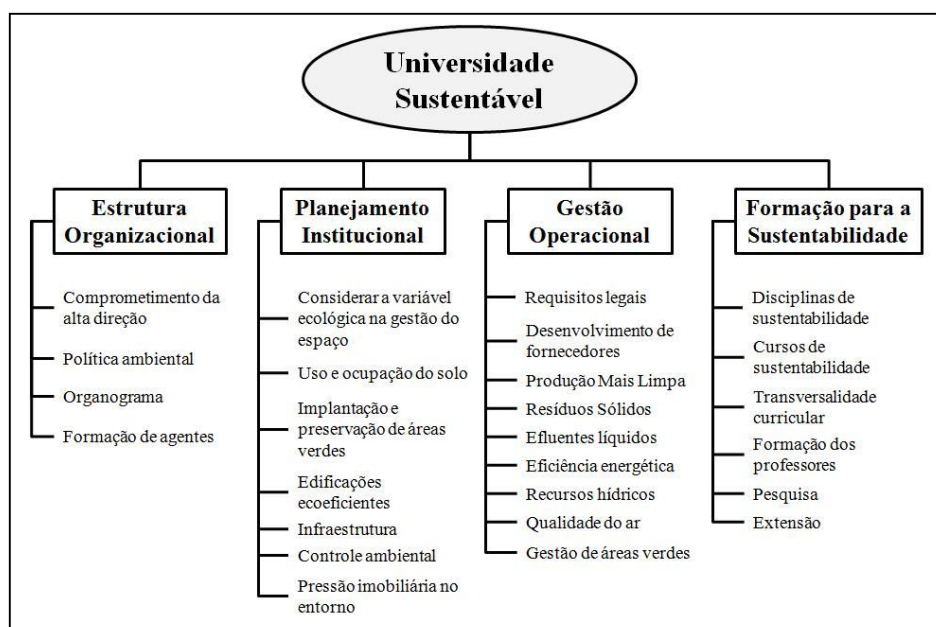 Universidade
Sustentável
Estrutura
Organizacional
Comprometimento da
alta direção
Política ambiental
Organograma
Formação de agentes
Planejamento
Institucional
Considerar a variável
ecológica na gestão do
espaço
Uso e ocupação do solo
Implantação e
preservação de áreas
verdes
Edificações
ecoeficientes
Infraestrutura
Controle ambiental
Pressão imobiliária no
entorno
Gestão
Operacional
Requisitos legais
Desenvolvimento de
fornecedores
Produção Mais Limpa
Resíduos Sólidos
Efluentes líquidos
Eficiência energética
Recursos hídricos
Qualidade do ar
Gestão de áreas verdes
Formação para a
Sustentabilidade
Disciplinas de
sustentabilidade
Cursos de
sustentabilidade
Transversalidade
curricular
Formação dos
professores
Pesquisa
Extensão